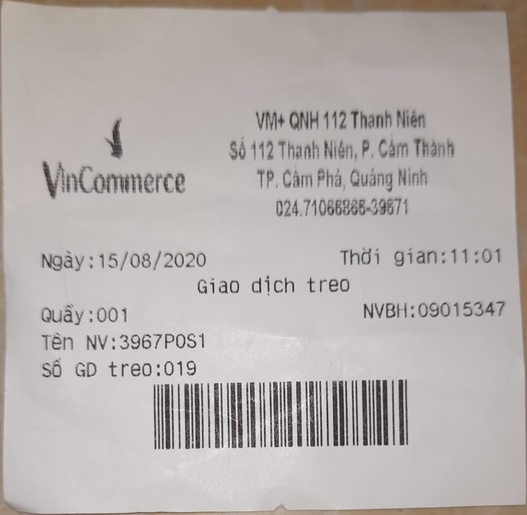 VinCommerce
VM+ QNH 112 Thanh Niên
Số 112 Thanh Niên, P. Cẩm Thành
TP. Cẩm Phả, Quảng Ninh
024.71066866-39671
Ngày:15/08/2020 Thời gian:11:01
Giao dịch treo
Quầy:001 NVBH:09015347
Tên NV:3967POS1
Số GD treo:019